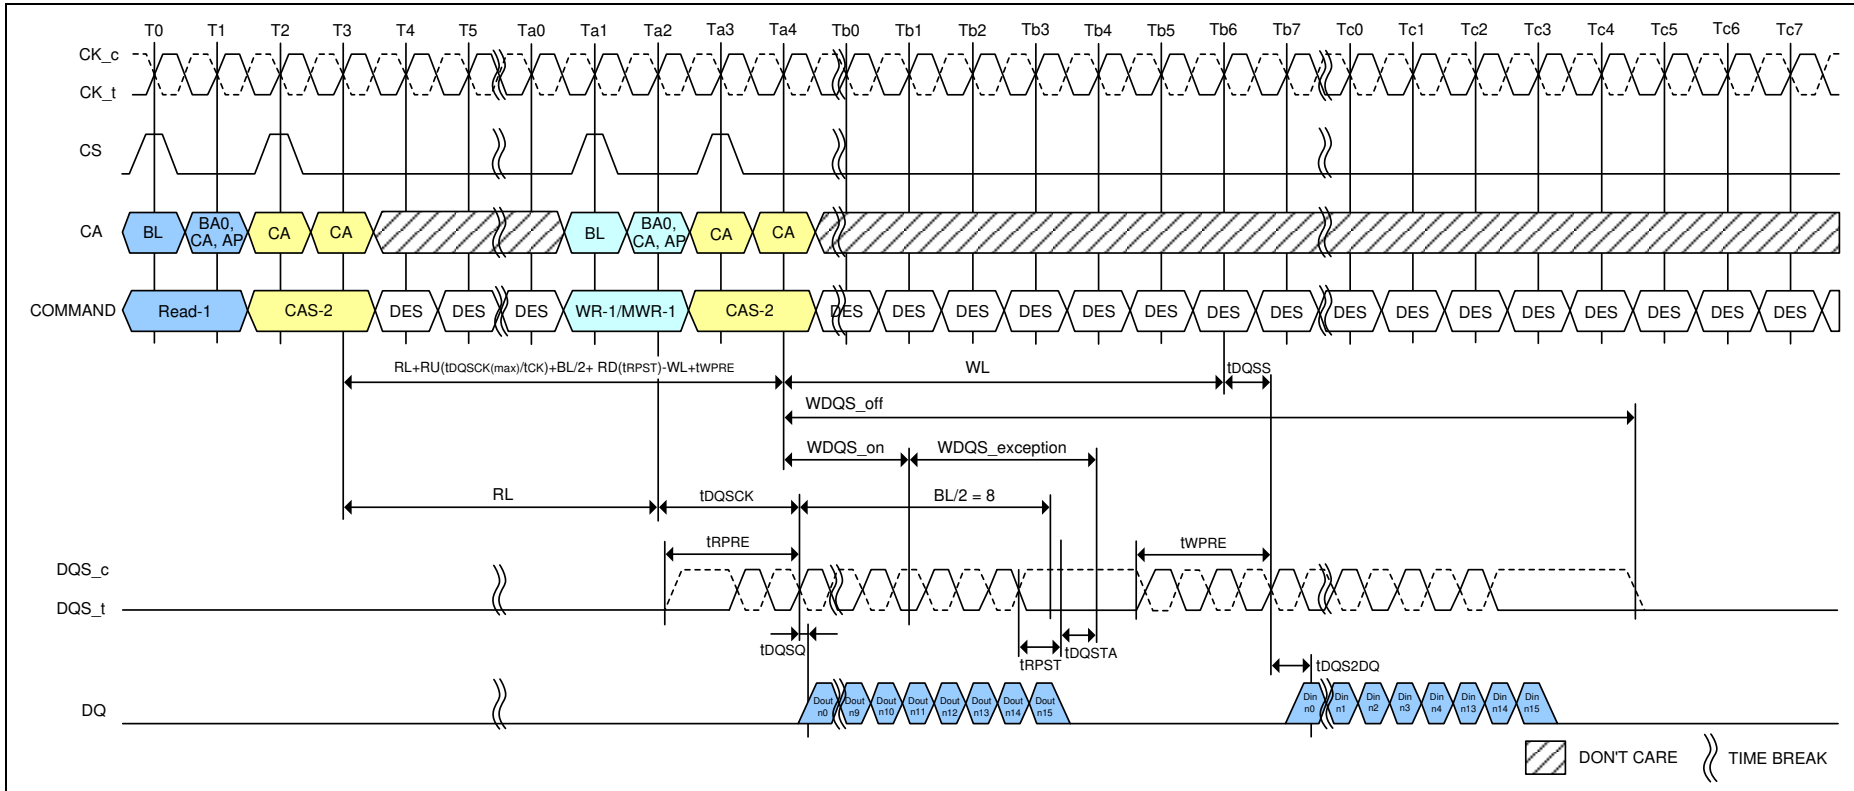 T0 T1 T2 T3 T4 T5 Ta0 Ta1 Ta2 Ta3 Ta4 Tb0 Tb1 Tb2 Tb3 Tb4 Tb5 Tb6 Tb7 Tc0 Tc1 Tc2 Tc3 Tc4 Tc5 Tc6 Tc7
CK_c
CK_t
CS
CA BL BA0, CA, AP CA CA BL BA0, CA, AP CA CA
COMMAND Read-1 CAS-2 DES DES DES WR-1/MWR-1 CAS-2 DES DES DES DES DES DES DES DES DES DES DES DES DES DES DES DES
RL+RU(tDQSCK(max)/tCK)+BL/2+ RD(tRPST)-WL+tWPRE WL tDQSS
WDQS_off
WDQS_on WDQS_exception
RL tDQSCK BL/2 = 8
tRPRE tWPRE
DQS_c
DQS_t
tDQSQ tRPST tDQSTA tDQS2DQ
DQ Dout n0 Dout n9 Dout n10 Dout n11 Dout n12 Dout n13 Dout n14 Dout n15 Din n0 Din n1 Din n2 Din n3 Din n4 Din n13 Din n14 Din n15
DON'T CARE TIME BREAK